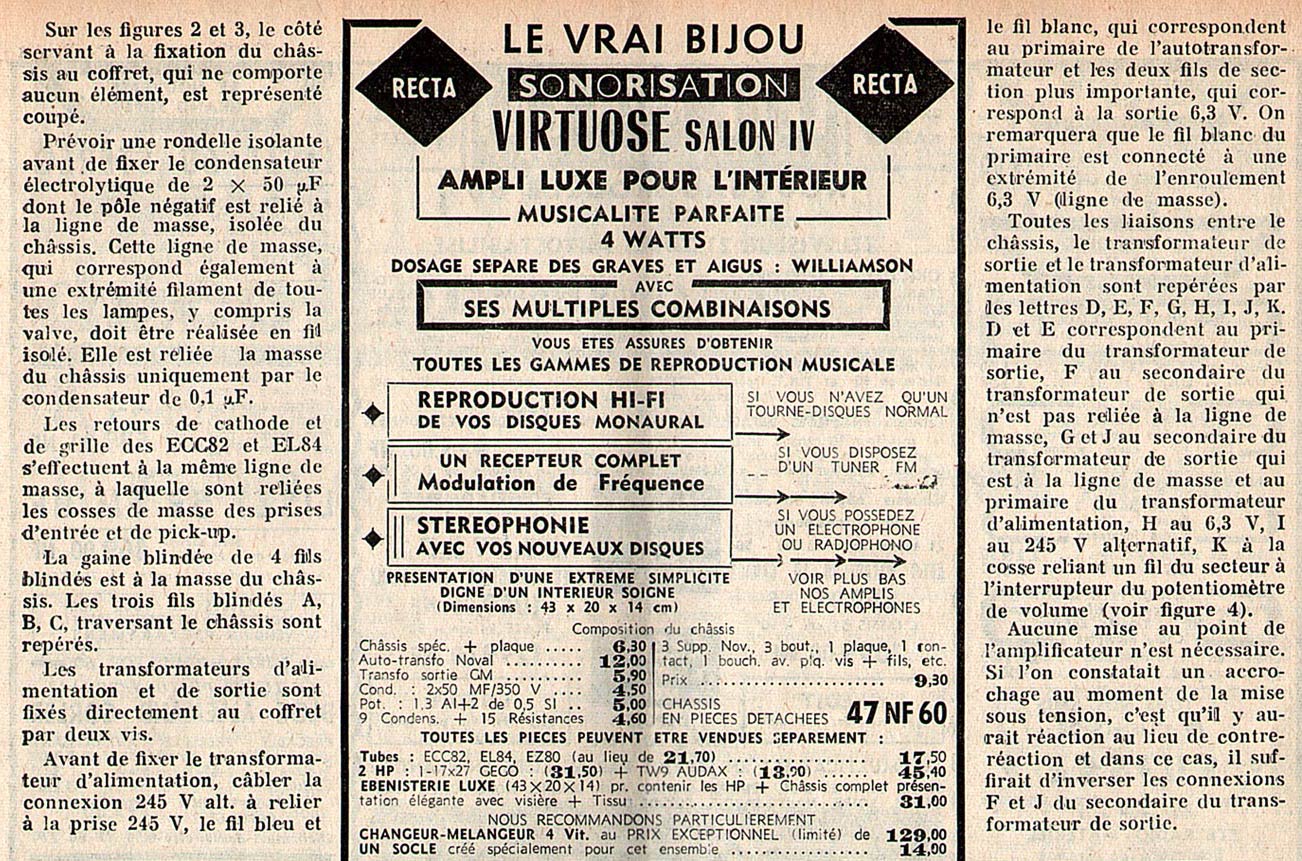 Sur les figures 2 et 3, le côté
servant à la fixation du châs-
sis au coffret, qui ne comporte
aucun élément, est représenté
coupé.
Prévoir une rondelle isolante
avant de fixer le condensateur
électrolytique de 2 × 50 µF
dont le pôle négatif est relié à
la ligne de masse, isolée du
châssis. Cette ligne de masse,
qui correspond également à
une extrémité filament de tou-
tes les lampes, y compris la
valve, doit être réalisée en fil
isolé. Elle est reliée la masse
du châssis uniquement par le
condensateur de 0,1 µF.
Les retours de cathode et
de grille des ECC82 et EL84
s'effectuent à la même ligne de
masse, à laquelle sont reliées
les cosses de masse des prises
d'entrée et de pick-up.
La gaine blindée de 4 fils
blindés est à la masse du châs-
sis. Les trois fils blindés A,
B, C, traversant le châssis sont
repérés.
Les transformateurs d'ali-
mentation et de sortie sont
fixés directement au coffret
par deux vis.
Avant de fixer le transforma-
teur d'alimentation, câbler la
connexion 245 V alt. à relier
à la prise 245 V, le fil bleu et
LE VRAI BIJOU
RECTA
SONORISATION
RECTA
VIRTUOSE SALON IV
AMPLI LUXE POUR L'INTÉRIEUR
MUSICALITE PARFAITE
4 WATTS
DOSAGE SEPARE DES GRAVES ET AIGUS : WILLIAMSON
AVEC
SES MULTIPLES COMBINAISONS
VOUS ETES ASSURES D'OBTENIR
TOUTES LES GAMMES DE REPRODUCTION MUSICALE
REPRODUCTION HI-FI
DE VOS DISQUES MONAURAL
SI VOUS N'AVEZ QU'UN
TOURNE-DISQUES NORMAL
UN RECEPTEUR COMPLET
Modulation de Fréquence
SI VOUS DISPOSEZ
D'UN TUNER FM
STEREOPHONIE
AVEC VOS NOUVEAUX DISQUES
SI VOUS POSSEDEZ
UN ELECTROPHONE
OU RADIOPHONO
PRESENTATION D'UNE EXTREME SIMPLICITE
DIGNE D'UN INTERIEUR SOIGNE
(Dimensions : 43 x 20 x 14 cm)
VOIR PLUS BAS
NOS AMPLIS
ET ELECTROPHONES
Composition du châssis
Châssis spéc. + plaque ..... 6,30
Auto-transfo Noval .......... 12,00
Transfo sortie GM .......... 5,90
Cond. : 2x50 MF/350 V .... 4,50
Pot. : 1.3 AI+2 de 0,5 SI .. 5,00
9 Condens. + 15 Résistances 4,60
3 Supp. Nov., 3 bout., 1 plaque, 1 con-
tact, 1 bouch. av. plq. vis + fils, etc.
Prix .......................... 9,30
CHASSIS
EN PIECES DETACHEES 47 NF 60
TOUTES LES PIECES PEUVENT ETRE VENDUES SEPAREMENT :
Tubes : ECC82, EL84, EZ80 (au lieu de 21,70) .................. 17,50
2 HP : 1-17x27 GEGO : (31,50) + TW9 AUDAX : (13,90) ....... 45,40
EBENISTERIE LUXE (43×20×14) pr. contenir les HP + Châssis complet présen-
tation élégante avec visière + Tissu .............................. 31,00
NOUS RECOMMANDONS PARTICULIEREMENT
CHANGEUR-MELANGEUR 4 Vit. au PRIX EXCEPTIONNEL (limité) de 129,00
UN SOCLE créé spécialement pour cet ensemble .................. 14,00
le fil blanc, qui correspondent
au primaire de l'autotransfor-
mateur et les deux fils de sec-
tion plus importante, qui cor-
respond à la sortie 6,3 V. On
remarquera que le fil blanc du
primaire est connecté à une
extrémité de l'enroulement
6,3 V (ligne de masse).
Toutes les liaisons entre le
châssis, le transformateur de
sortie et le transformateur d'ali-
mentation sont repérées par
des lettres D, E, F, G, H, I, J, K.
D et E correspondent au pri-
maire du transformateur de
sortie, F au secondaire du
transformateur de sortie qui
n'est pas reliée à la ligne de
masse, G et J au secondaire du
transformateur de sortie qui
est à la ligne de masse et au
primaire du transformateur
d'alimentation, H au 6,3 V, I
au 245 V alternatif, K à la
cosse reliant un fil du secteur à
l'interrupteur du potentiomètre
de volume (voir figure 4).
Aucune mise au point de
l'amplificateur n'est nécessaire.
Si l'on constatait un accro-
chage au moment de la mise
sous tension, c'est qu'il y au-
rait réaction au lieu de contre-
réaction et dans ce cas, il suf-
firait d'inverser les connexions
F et J du secondaire du trans-
formateur de sortie.